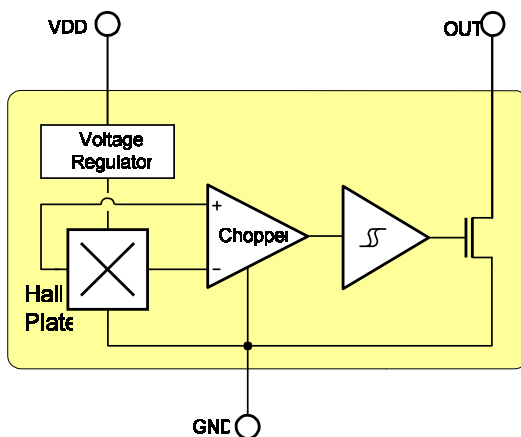 VDD
OUT
Voltage
Regulator
+
Chopper
−
Hall
Plate
GND